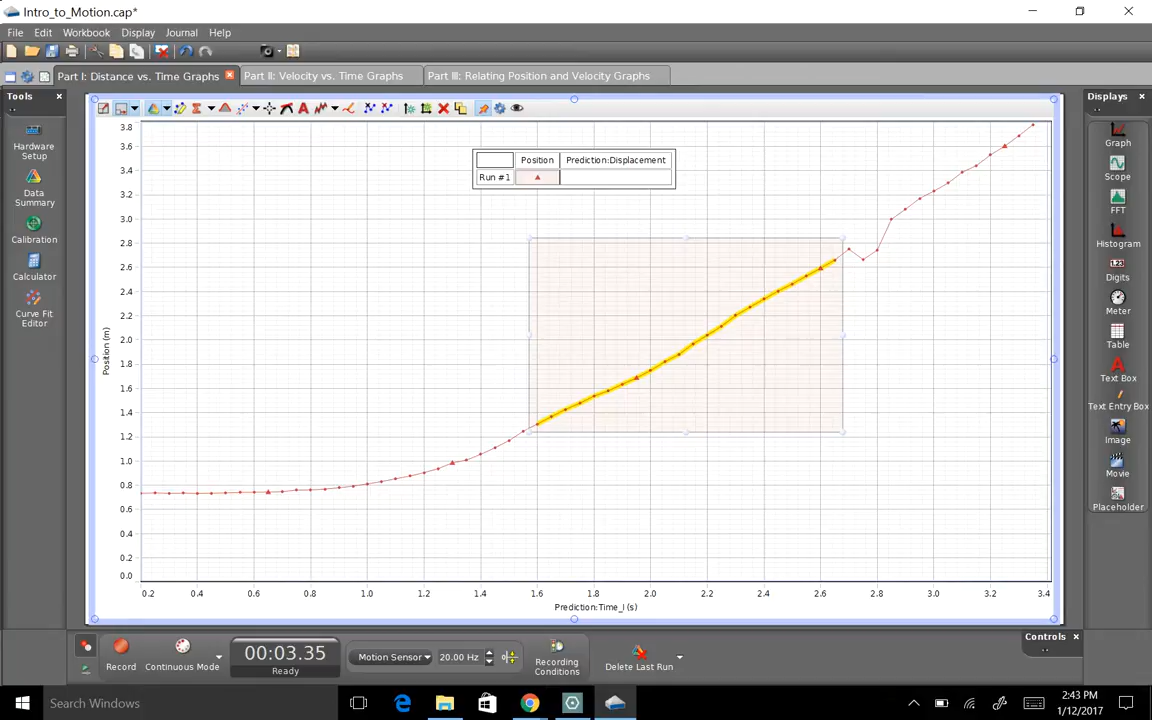 Intro_to_Motion.cap*
File Edit Workbook Display Journal Help
Part I: Distance vs. Time Graphs Part II: Velocity vs. Time Graphs Part III: Relating Position and Velocity Graphs
Tools
Hardware
Setup
Data
Summary
Calibration
Calculator
Curve Fit
Editor
Position Prediction:Displacement
Run #1
Position (m)
3.8
3.6
3.4
3.2
3.0
2.8
2.6
2.4
2.2
2.0
1.8
1.6
1.4
1.2
1.0
0.8
0.6
0.4
0.2
0.0
0.2 0.4 0.6 0.8 1.0 1.2 1.4 1.6 1.8 2.0 2.2 2.4 2.6 2.8 3.0 3.2 3.4
Prediction:Time_I (s)
Displays
Graph
Scope
FFT
Histogram
1.23
Digits
Meter
Table
A
Text Box
Text Entry Box
Image
Movie
Placeholder
Record
Continuous Mode
00:03.35
Ready
Motion Sensor
20.00 Hz
Recording
Conditions
Delete Last Run
Controls
Search Windows
2:43 PM
1/12/2017